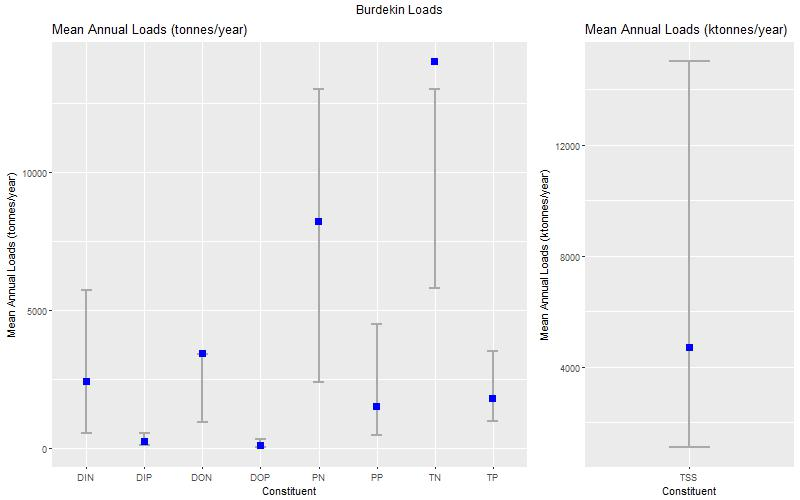 Burdekin Loads
Mean Annual Loads (tonnes/year)
Mean Annual Loads (tonnes/year)
10000
5000
0
DIN DIP DON DOP PN PP TN TP
Constituent
Mean Annual Loads (ktonnes/year)
Mean Annual Loads (ktonnes/year)
12000
8000
4000
TSS
Constituent